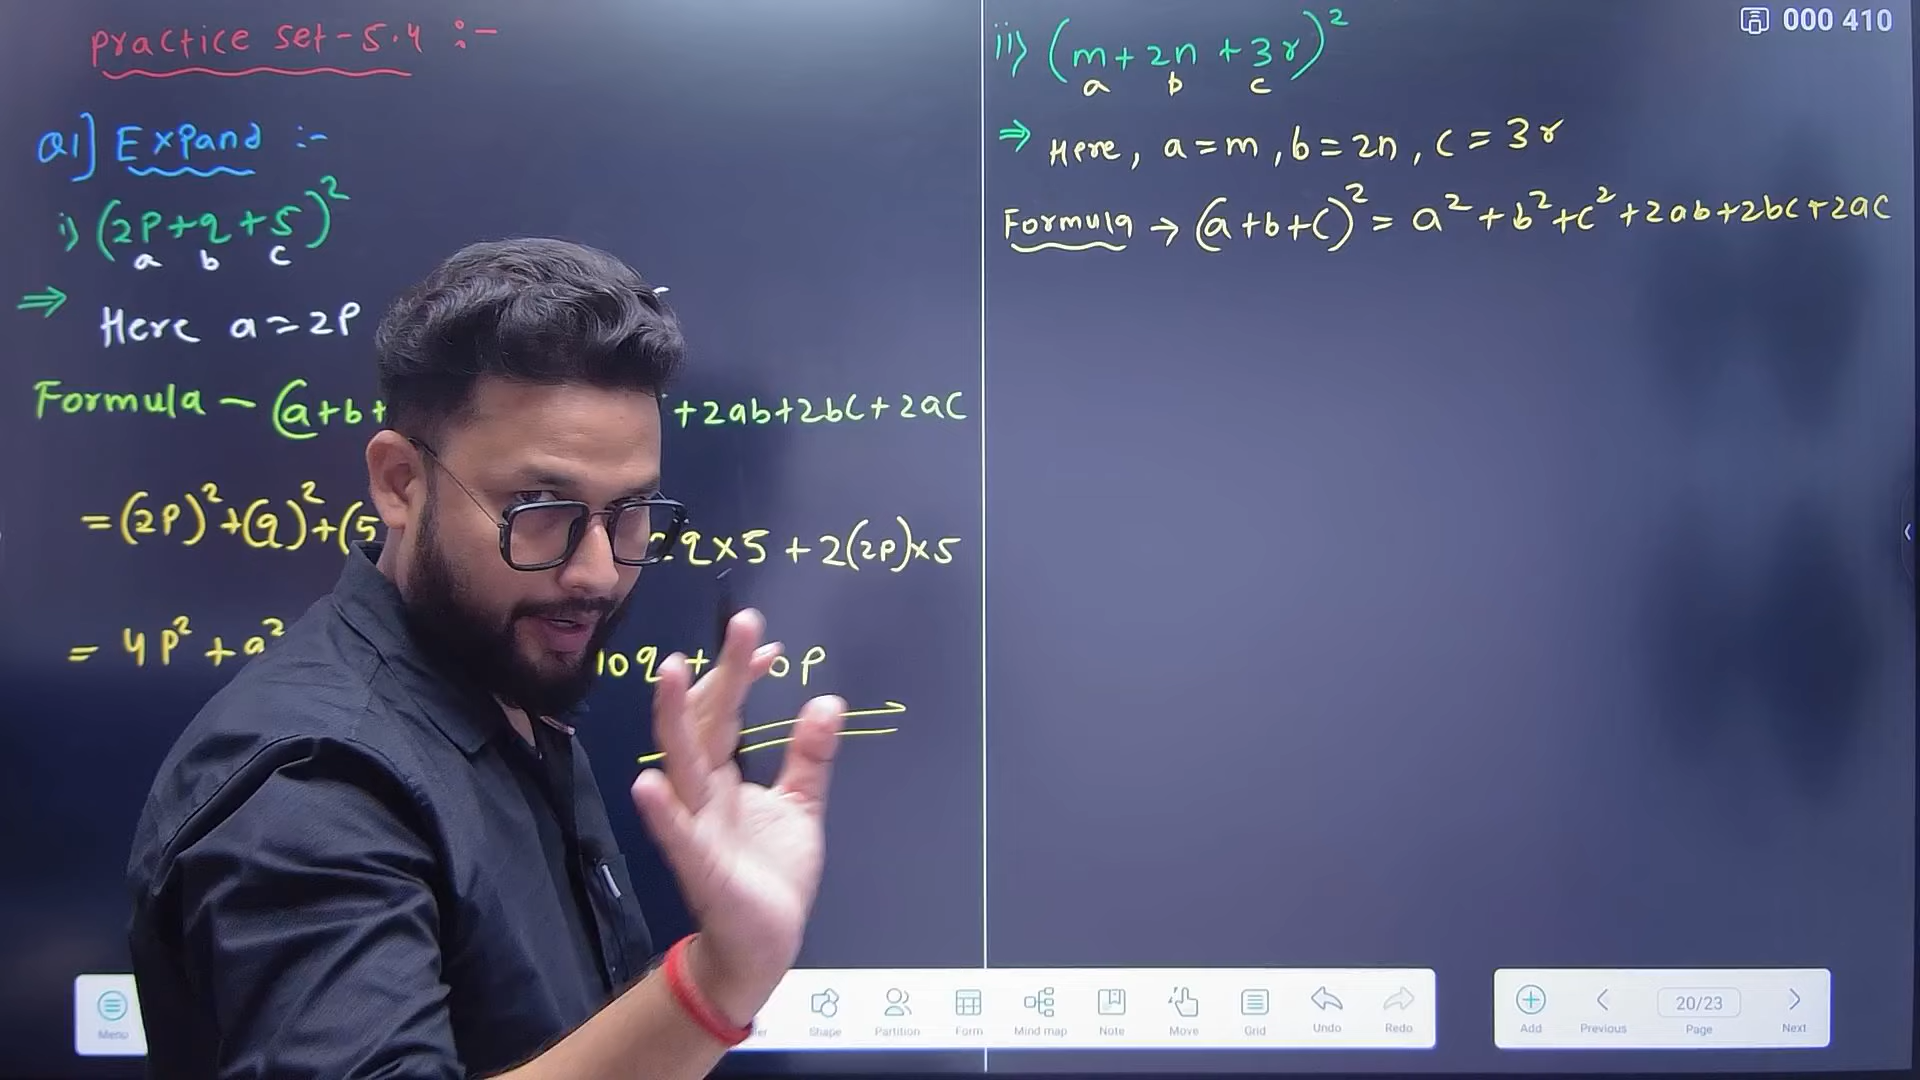 Practice set-5.4 :-
Q1] Expand :-
i) (2p+q+5)²
a b c
⇒ Here a=2p
Formula - (a+b+ +2ab+2bc+2ac
=(2p)²+(q)²+(5 2q×5 + 2(2p)×5
= 4p²+q² 10q + 0p
ii) (m+2n+3r)²
a b c
⇒ Here, a=m, b=2n, c=3r
Formula → (a+b+c)² = a²+b²+c²+2ab+2bc+2ac
000 410
Menu Shape Partition Form Mind map Note Move Grid Undo Redo
Add Previous 20/23 Page Next